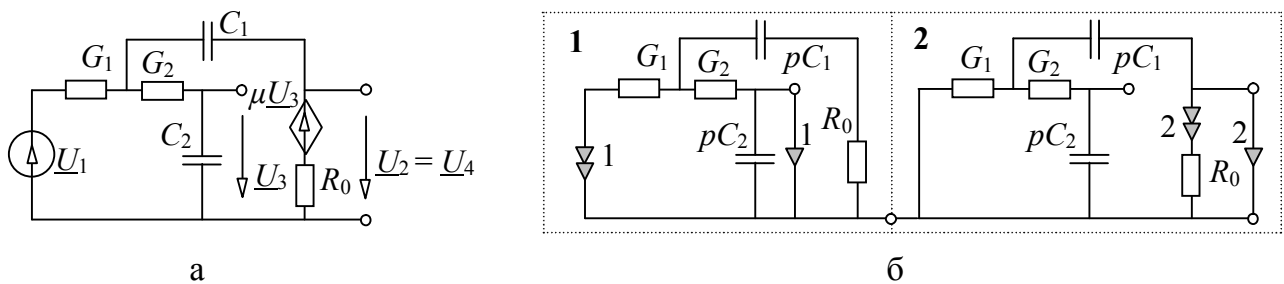 C₁
G₁ G₂
μU₃
C₂
U₁
U₃ R₀ U₂ = U₄
а
1
G₁ G₂ pC₁
pC₂ 1 R₀
1
2
G₁ G₂ pC₁
pC₂ 2 2
R₀
б